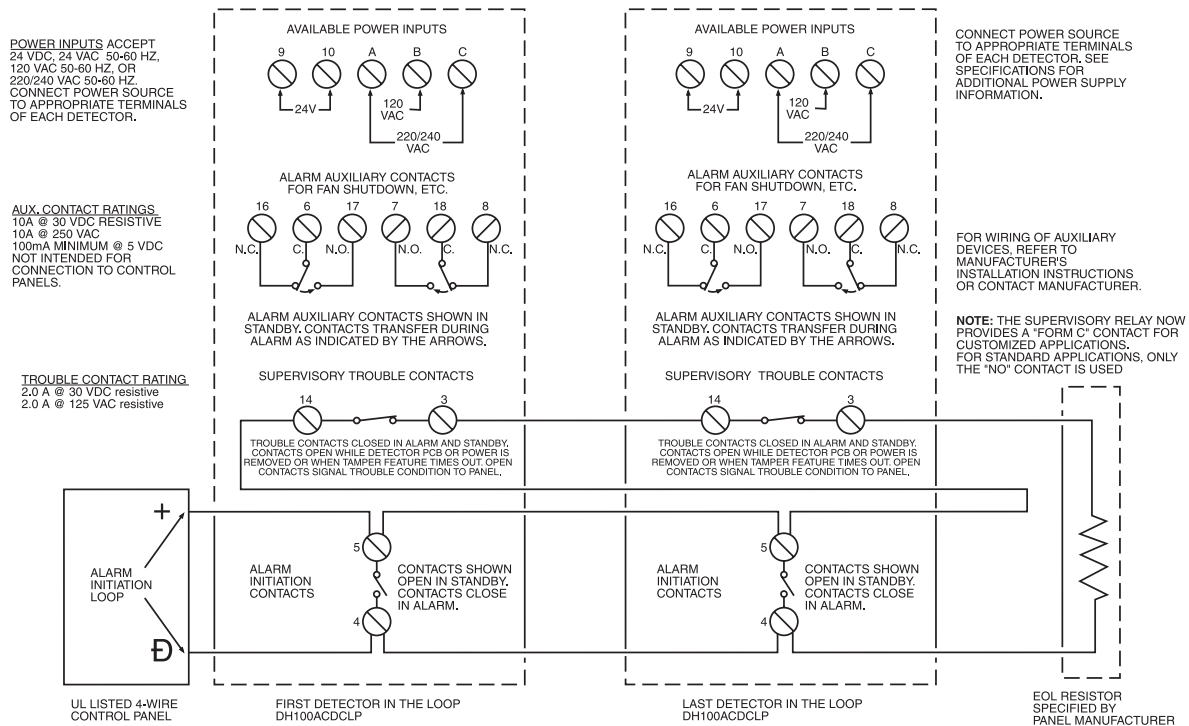 POWER INPUTS ACCEPT
24 VDC, 24 VAC 50-60 HZ,
120 VAC 50-60 HZ, OR
220/240 VAC 50-60 HZ.
CONNECT POWER SOURCE
TO APPROPRIATE TERMINALS
OF EACH DETECTOR.
AUX. CONTACT RATINGS
10A @ 30 VDC RESISTIVE
10A @ 250 VAC
100mA MINIMUM @ 5 VDC
NOT INTENDED FOR
CONNECTION TO CONTROL
PANELS.
TROUBLE CONTACT RATING
2.0 A @ 30 VDC resistive
2.0 A @ 125 VAC resistive
AVAILABLE POWER INPUTS
9 10 A B C
24V
120
VAC
220/240
VAC
ALARM AUXILIARY CONTACTS
FOR FAN SHUTDOWN, ETC.
16 6 17 7 18 8
N.C. C. N.O. N.O. C. N.C.
ALARM AUXILIARY CONTACTS SHOWN IN
STANDBY. CONTACTS TRANSFER DURING
ALARM AS INDICATED BY THE ARROWS.
SUPERVISORY TROUBLE CONTACTS
14 3
TROUBLE CONTACTS CLOSED IN ALARM AND STANDBY.
CONTACTS OPEN WHILE DETECTOR PCB OR POWER IS
REMOVED OR WHEN TAMPER FEATURE TIMES OUT. OPEN
CONTACTS SIGNAL TROUBLE CONDITION TO PANEL.
AVAILABLE POWER INPUTS
9 10 A B C
24V
120
VAC
220/240
VAC
ALARM AUXILIARY CONTACTS
FOR FAN SHUTDOWN, ETC.
16 6 17 7 18 8
N.C. C. N.O. N.O. C. N.C.
ALARM AUXILIARY CONTACTS SHOWN IN
STANDBY. CONTACTS TRANSFER DURING
ALARM AS INDICATED BY THE ARROWS.
SUPERVISORY TROUBLE CONTACTS
14 3
TROUBLE CONTACTS CLOSED IN ALARM AND STANDBY.
CONTACTS OPEN WHILE DETECTOR PCB OR POWER IS
REMOVED OR WHEN TAMPER FEATURE TIMES OUT. OPEN
CONTACTS SIGNAL TROUBLE CONDITION TO PANEL.
CONNECT POWER SOURCE
TO APPROPRIATE TERMINALS
OF EACH DETECTOR. SEE
SPECIFICATIONS FOR
ADDITIONAL POWER SUPPLY
INFORMATION.
FOR WIRING OF AUXILIARY
DEVICES, REFER TO
MANUFACTURER'S
INSTALLATION INSTRUCTIONS
OR CONTACT MANUFACTURER.
NOTE: THE SUPERVISORY RELAY NOW
PROVIDES A "FORM C" CONTACT FOR
CUSTOMIZED APPLICATIONS.
FOR STANDARD APPLICATIONS, ONLY
THE "NO" CONTACT IS USED
+
ALARM
INITIATION
LOOP
Đ
UL LISTED 4-WIRE
CONTROL PANEL
ALARM
INITIATION
CONTACTS
5
4
CONTACTS SHOWN
OPEN IN STANDBY.
CONTACTS CLOSE
IN ALARM.
FIRST DETECTOR IN THE LOOP
DH100ACDCLP
ALARM
INITIATION
CONTACTS
5
4
CONTACTS SHOWN
OPEN IN STANDBY.
CONTACTS CLOSE
IN ALARM.
LAST DETECTOR IN THE LOOP
DH100ACDCLP
EOL RESISTOR
SPECIFIED BY
PANEL MANUFACTURER